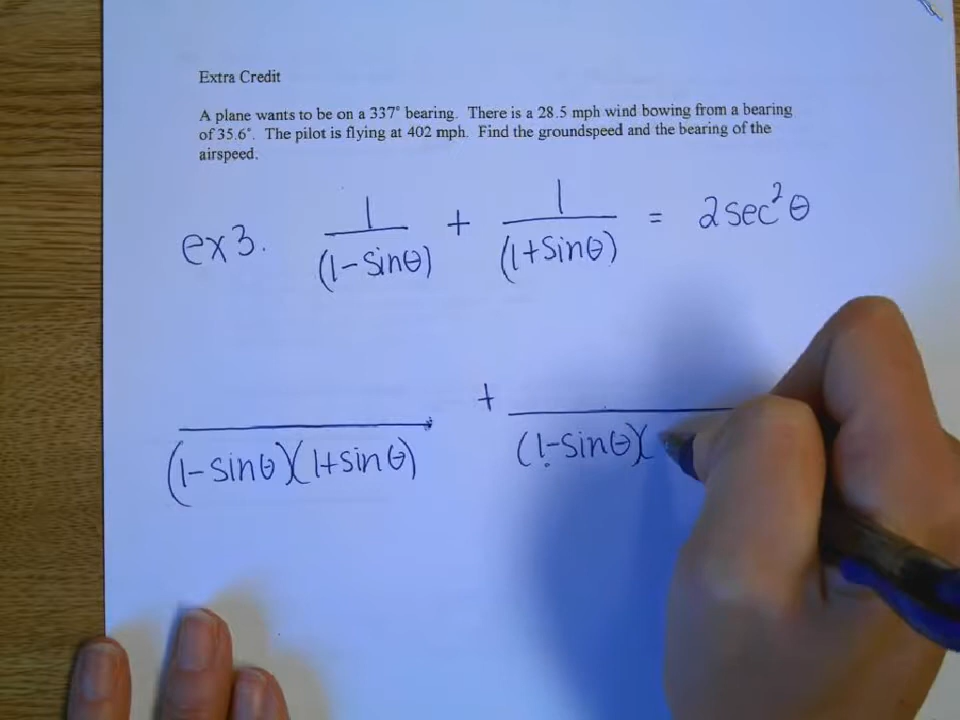 Extra Credit
A plane wants to be on a 337° bearing. There is a 28.5 mph wind bowing from a bearing
of 35.6°. The pilot is flying at 402 mph. Find the groundspeed and the bearing of the
airspeed.
ex3. 1/(1-sinθ) + 1/(1+sinθ) = 2sec²θ
/(1-sinθ)(1+sinθ) + /(1-sinθ)(